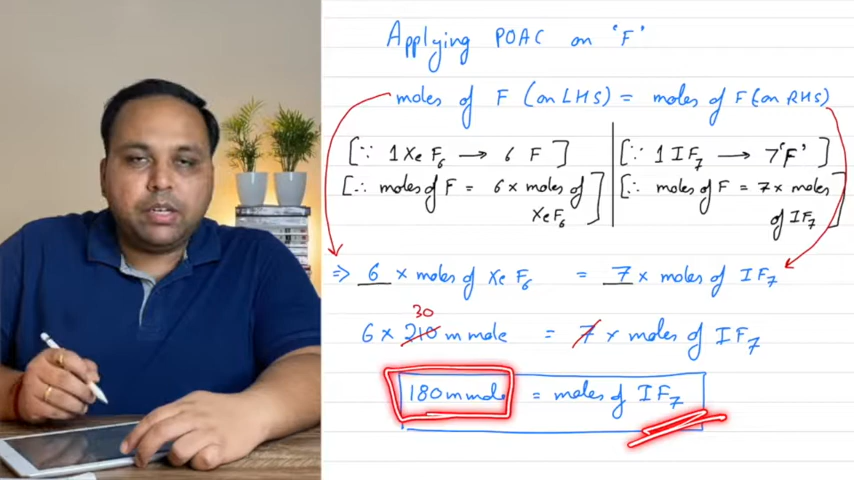 Applying POAC on 'F'
moles of F (on LHS) = moles of F (on RHS)
[∵ 1 XeF₆ → 6 F]
[∴ moles of F = 6 × moles of
XeF₆]
[∵ 1 IF₇ → 7 'F']
[∴ moles of F = 7 × moles
of IF₇]
⇒ 6 × moles of XeF₆ = 7 × moles of IF₇
30
6 × 210 m mole = 7 × moles of IF₇
180 m mole = moles of IF₇